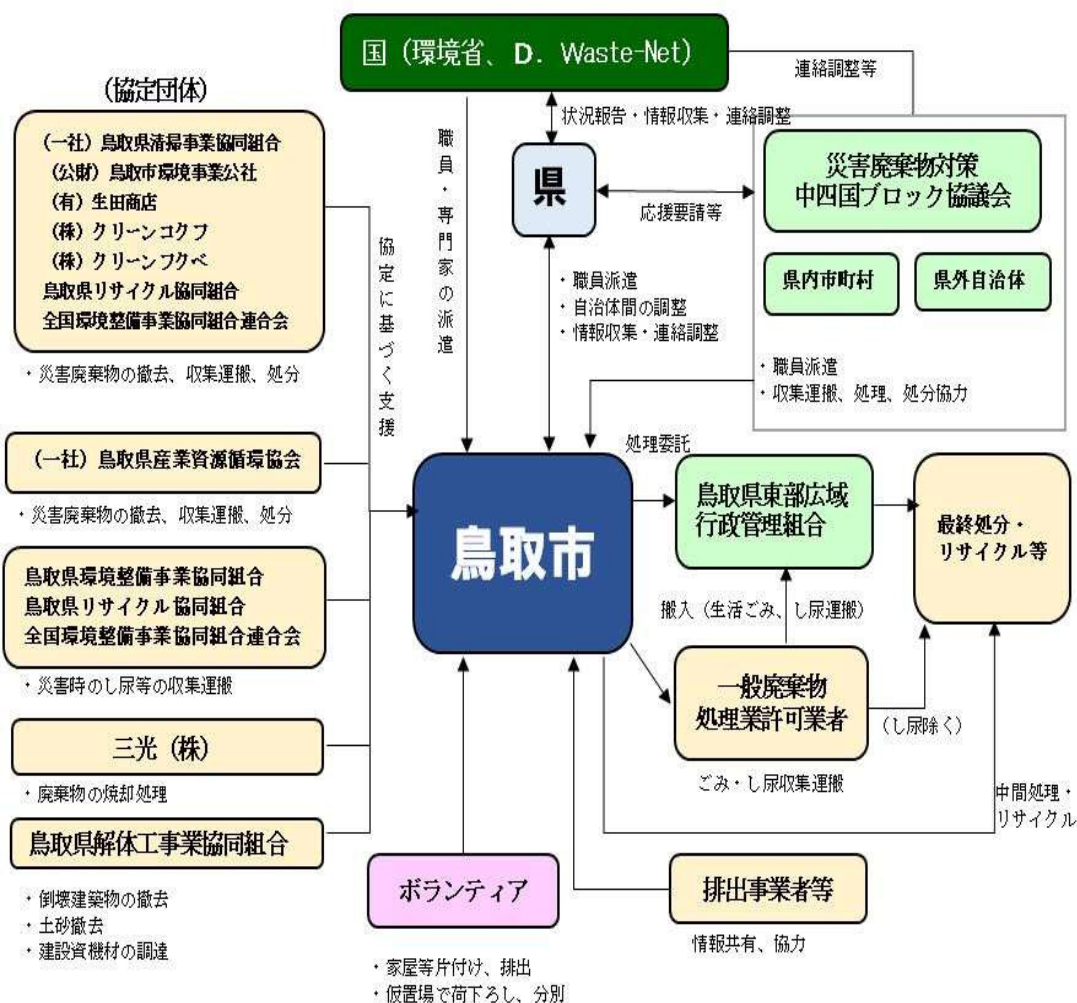 国（環境省、D．Waste-Net）
連絡調整等
（協定団体）
（一社）鳥取県清掃事業協同組合
（公財）鳥取市環境事業公社
（有）生田商店
（株）クリーンコクフ
（株）クリーンフクベ
鳥取県リサイクル協同組合
全国環境整備事業協同組合連合会
・災害廃棄物の撤去、収集運搬、処分
職員・専門家の派遣
状況報告・情報収集・連絡調整
県
応援要請等
災害廃棄物対策
中四国ブロック協議会
県内市町村
県外自治体
・職員派遣
・自治体間の調整
・情報収集・連絡調整
協定に基づく支援
・職員派遣
・収集運搬、処理、処分協力
（一社）鳥取県産業資源循環協会
・災害廃棄物の撤去、収集運搬、処分
鳥取市
処理委託
鳥取県東部広域
行政管理組合
最終処分・
リサイクル等
鳥取県環境整備事業協同組合
鳥取県リサイクル協同組合
全国環境整備事業協同組合連合会
・災害時のし尿等の収集運搬
搬入（生活ごみ、し尿運搬）
一般廃棄物
処理業許可業者
（し尿除く）
ごみ・し尿収集運搬
中間処理・
リサイクル
三光（株）
・廃棄物の焼却処理
鳥取県解体工事業協同組合
・倒壊建築物の撤去
・土砂撤去
・建設資機材の調達
ボランティア
・家屋等片付け、排出
・仮置場で荷下ろし、分別
排出事業者等
情報共有、協力